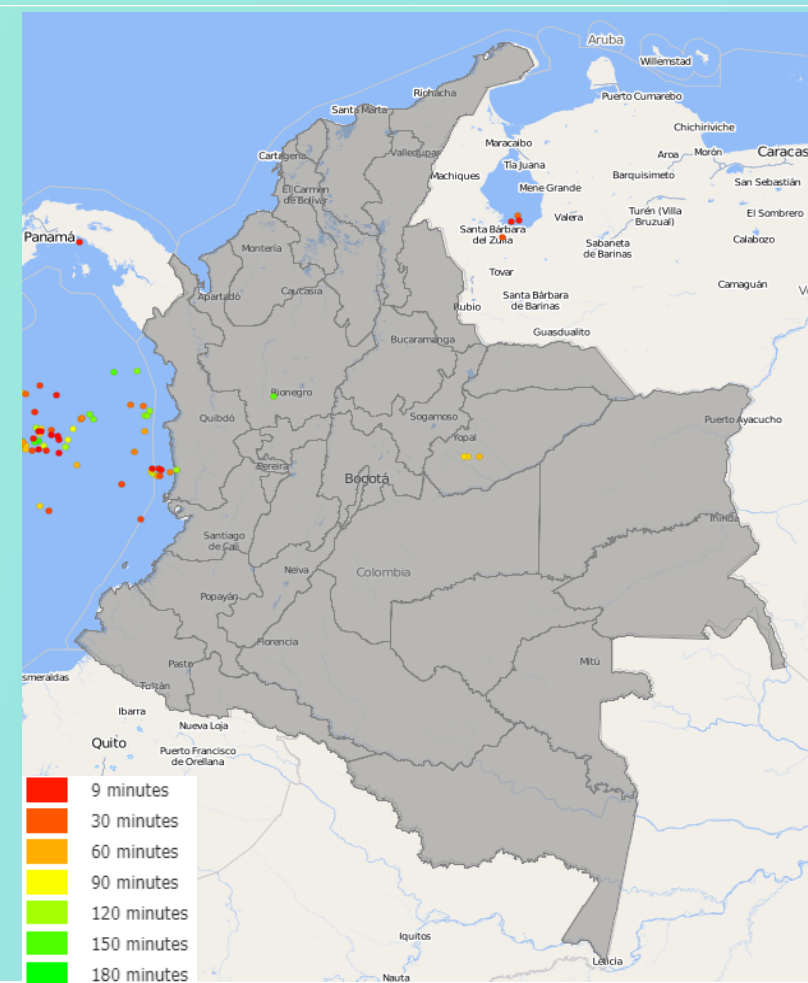 Aruba
Willemstad
Riohacha
Puerto Cumarebo
Santa Marta
Chichiriviche
Maracaibo
Cartagena
Valledupar
Tía Juana
Aroa
Morón
Caracas
Machiques
Barquisimeto
San Sebastián
El Carmen
de Bolívar
Mene Grande
Turén (Villa
Bruzual)
El Sombrero
Valera
Panamá
Santa Bárbara
del Zulia
Sabaneta
de Barinas
Calabozo
Montería
Tovar
Camaguán
Apartadó
Caucasia
Rubio
Santa Bárbara
de Barinas
Guasdualito
Bucaramanga
Rionegro
Quibdó
Sogamoso
Puerto Ayacucho
Yopal
Pereira
Bogotá
Inírida
Santiago
de Cali
Neiva
Colombia
Popayán
Florencia
Pasto
Mitú
smeraldas
Tulcán
Ibarra
Nueva Loja
Quito
Puerto Francisco
de Orellana
9 minutes
30 minutes
60 minutes
90 minutes
120 minutes
150 minutes
180 minutes
Iquitos
Leticia
Nauta